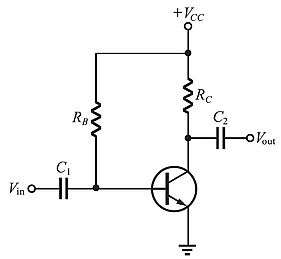 +V_CC
R_B
R_C
C_2
V_out
C_1
V_in